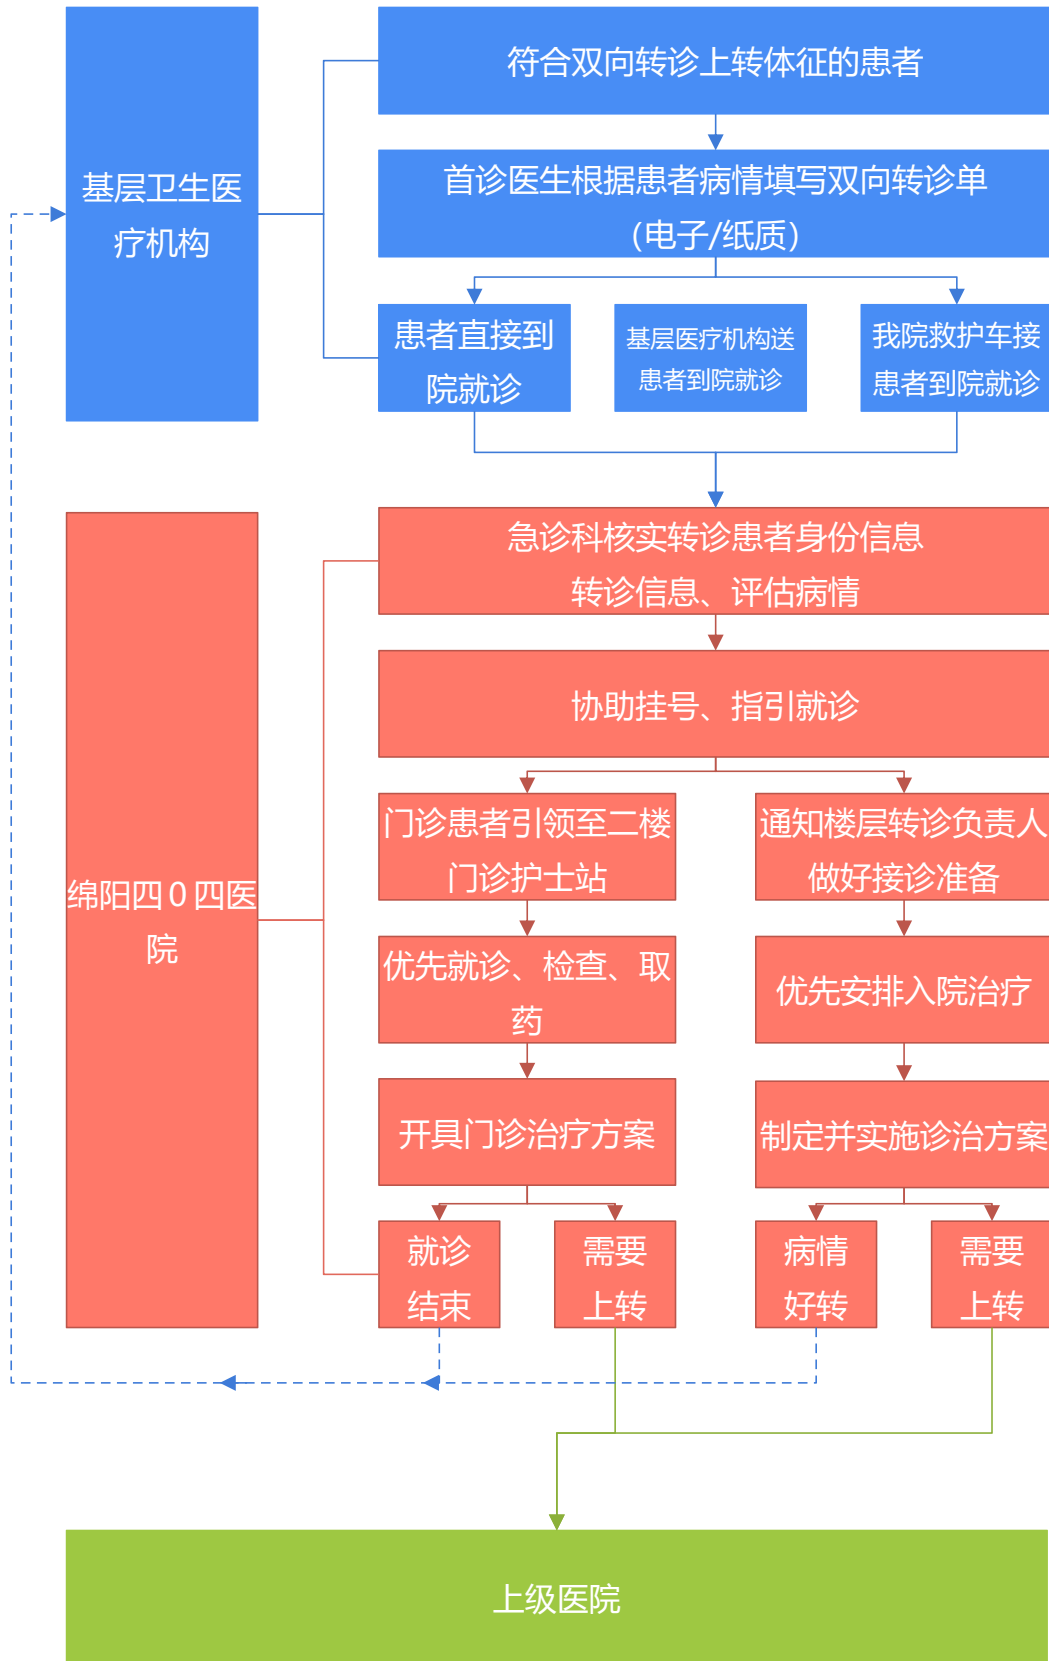 符合双向转诊上转体征的患者
基层卫生医
疗机构
首诊医生根据患者病情填写双向转诊单
（电子/纸质）
患者直接到
院就诊
基层医疗机构送
患者到院就诊
我院救护车接
患者到院就诊
急诊科核实转诊患者身份信息
转诊信息、评估病情
协助挂号、指引就诊
绵阳四0四医
院
门诊患者引领至二楼
门诊护士站
通知楼层转诊负责人
做好接诊准备
优先就诊、检查、取
药
优先安排入院治疗
开具门诊治疗方案
制定并实施诊治方案
就诊
结束
需要
上转
病情
好转
需要
上转
上级医院